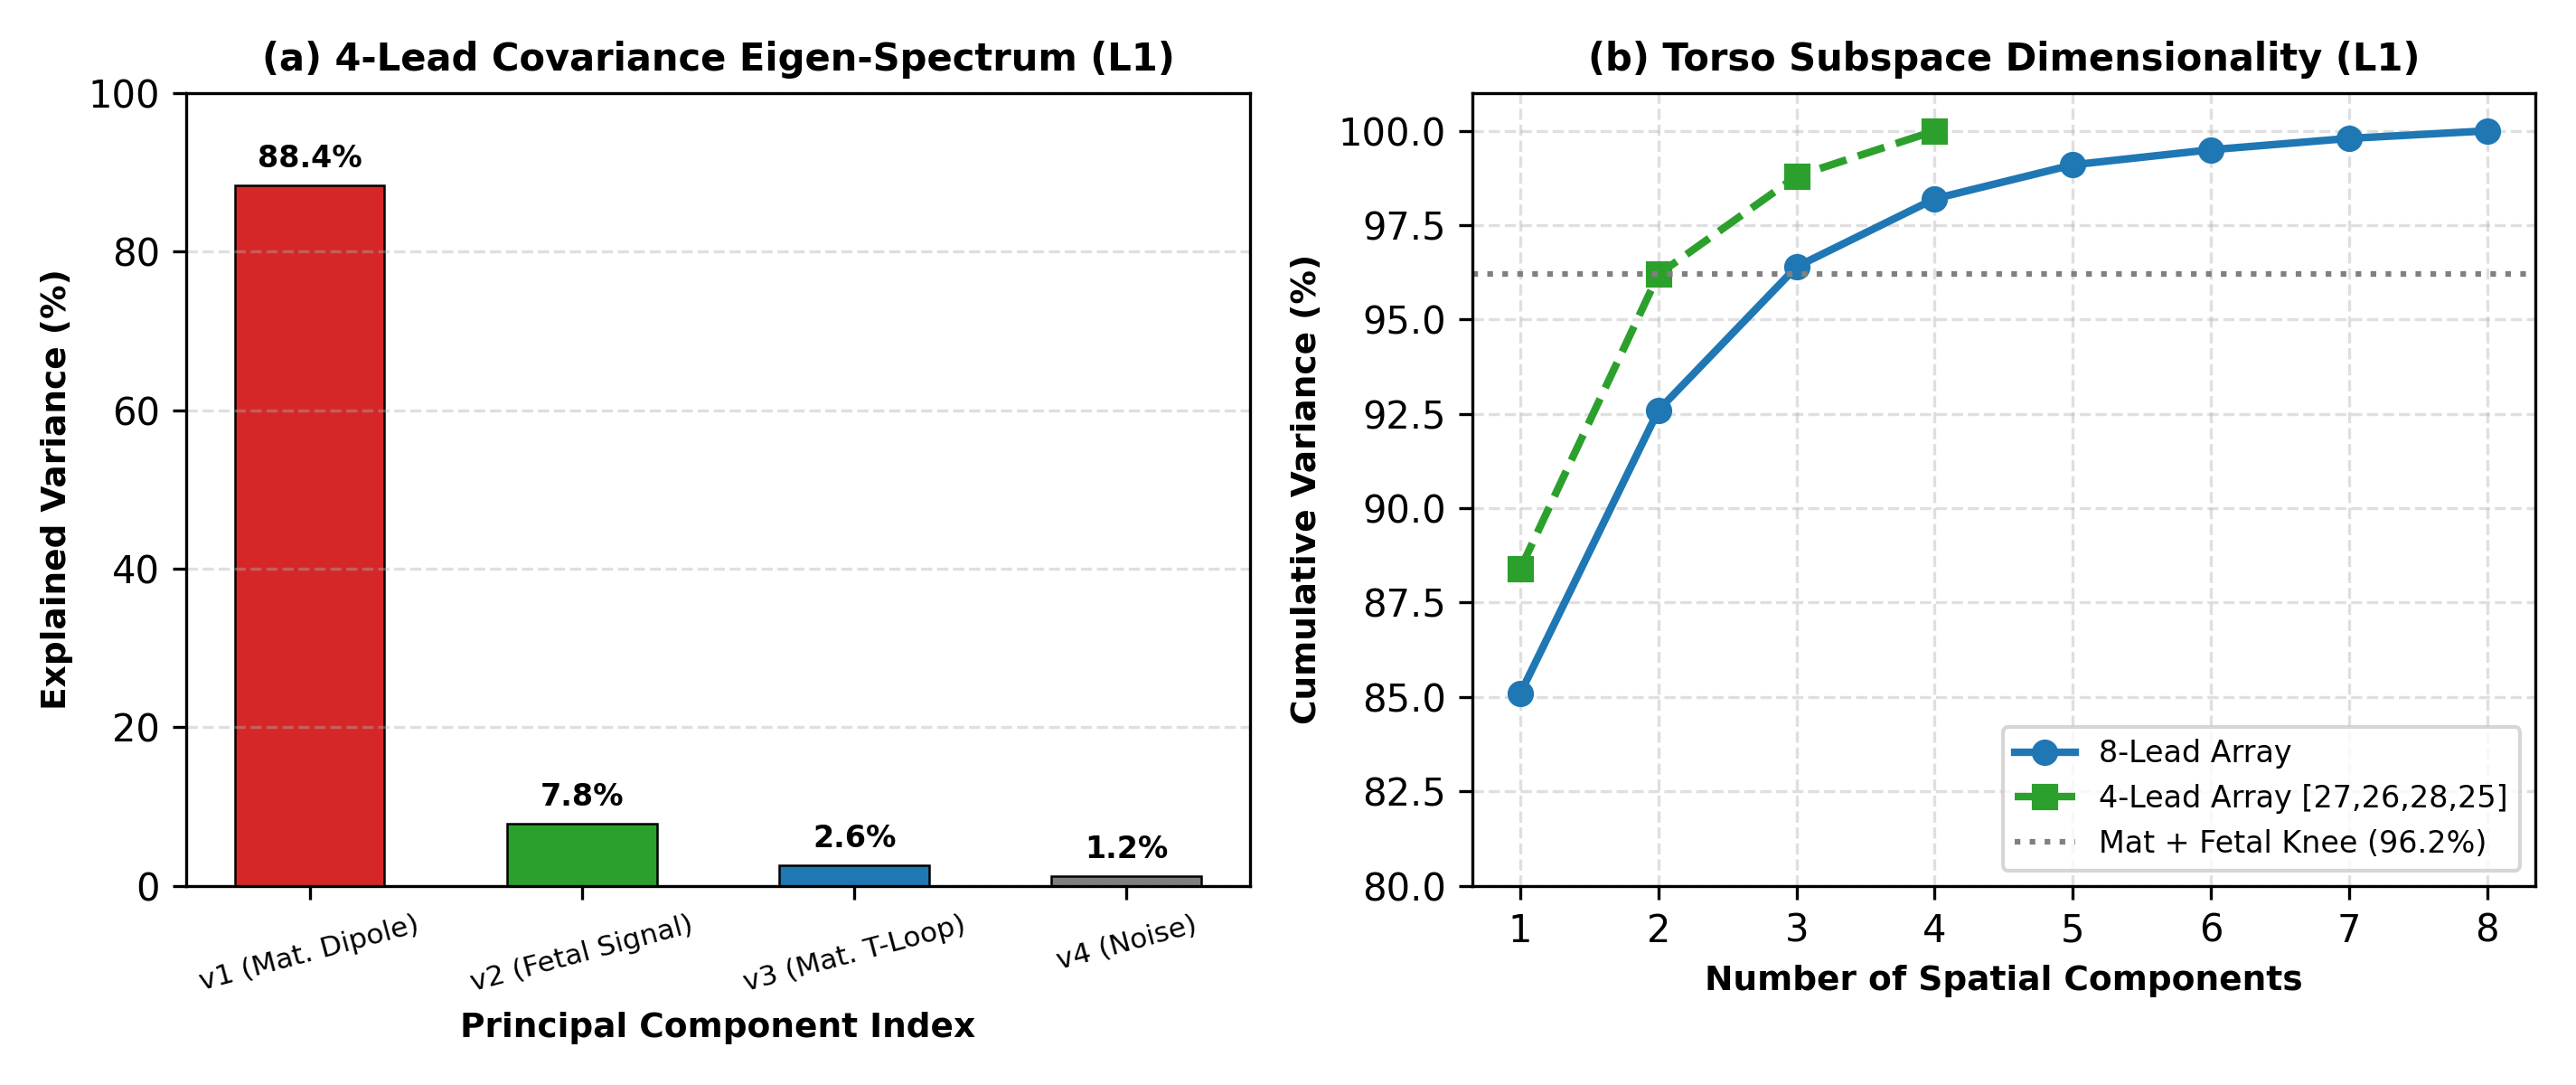 (a) 4-Lead Covariance Eigen-Spectrum (L1)
Explained Variance (%)
100
80
60
40
20
0
88.4%
7.8%
2.6%
1.2%
v1 (Mat. Dipole)
v2 (Fetal Signal)
v3 (Mat. T-Loop)
v4 (Noise)
Principal Component Index
(b) Torso Subspace Dimensionality (L1)
Cumulative Variance (%)
100.0
97.5
95.0
92.5
90.0
87.5
85.0
82.5
80.0
8-Lead Array
4-Lead Array [27,26,28,25]
Mat + Fetal Knee (96.2%)
1 2 3 4 5 6 7 8
Number of Spatial Components